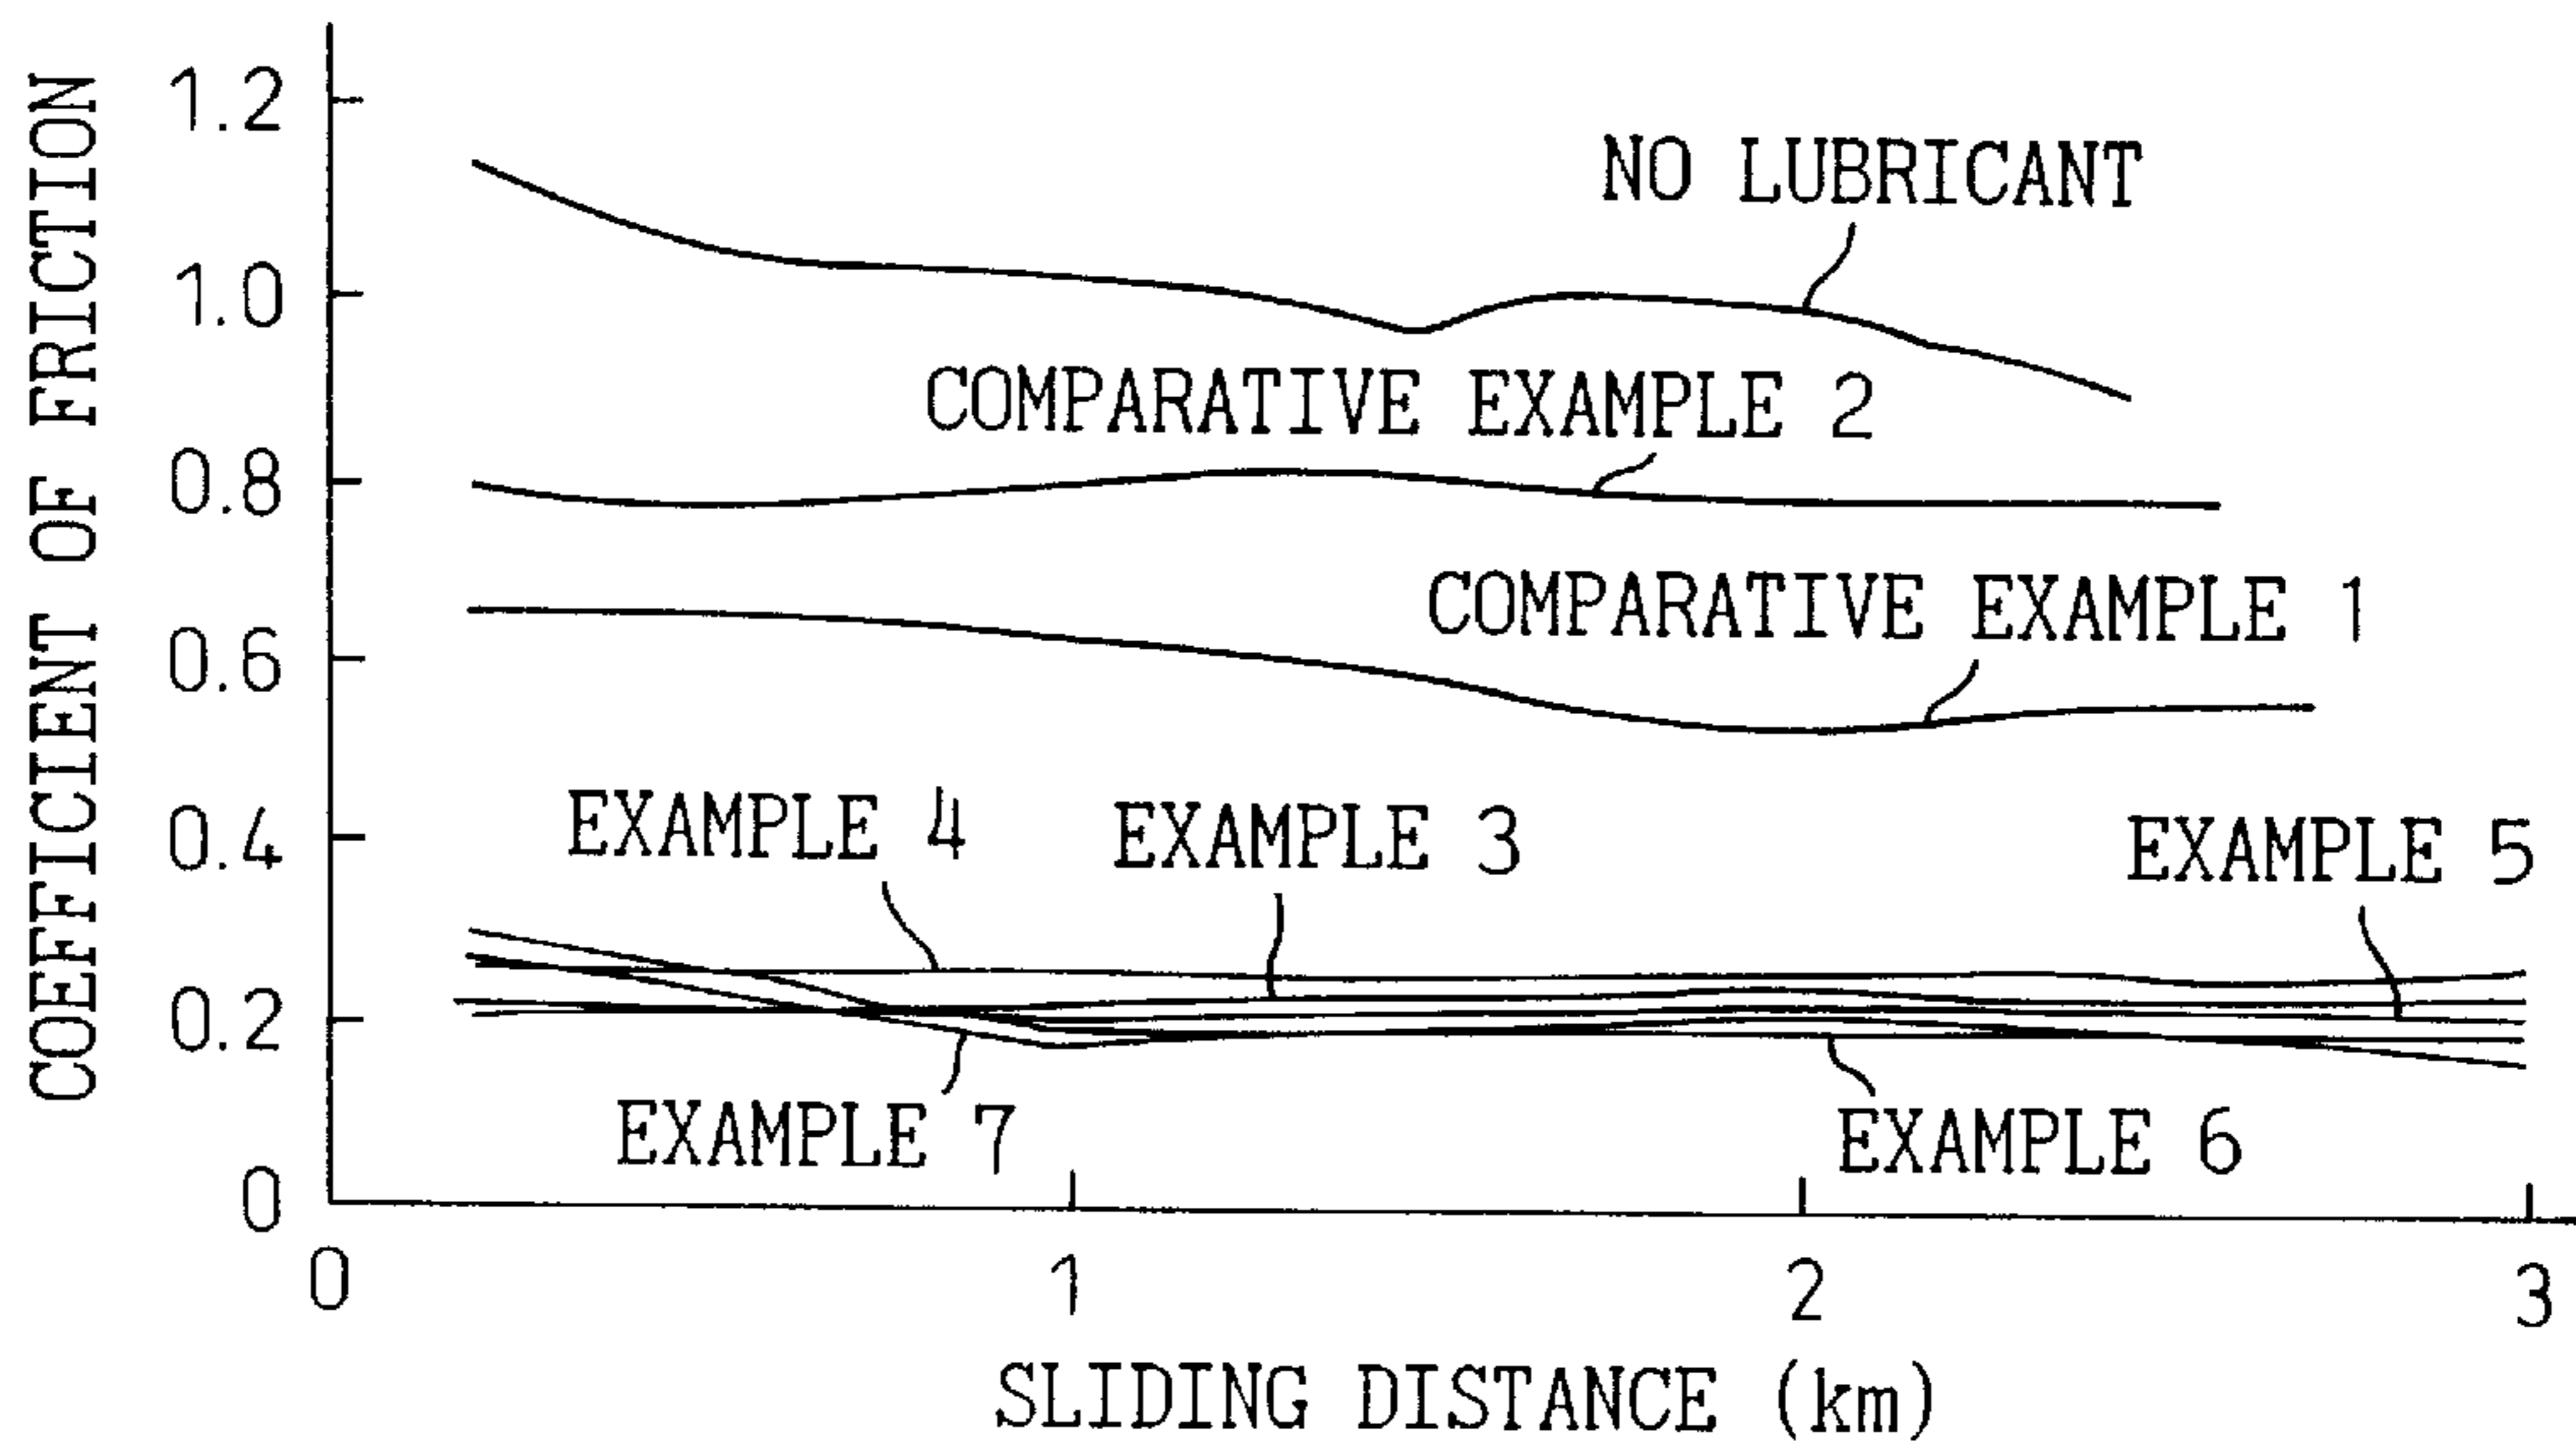 COEFFICIENT OF FRICTION
1.2
1.0
0.8
0.6
0.4
0.2
0
NO LUBRICANT
COMPARATIVE EXAMPLE 2
COMPARATIVE EXAMPLE 1
EXAMPLE 4
EXAMPLE 3
EXAMPLE 5
EXAMPLE 7
EXAMPLE 6
0 1 2 3
SLIDING DISTANCE (km)